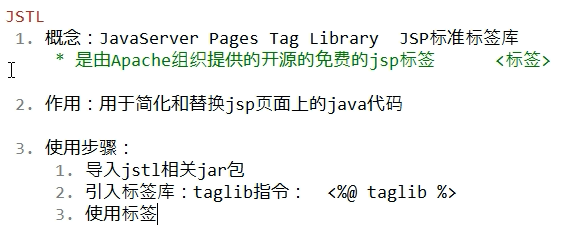 JSTL
1. 概念：JavaServer Pages Tag Library  JSP标准标签库
* 是由Apache组织提供的开源的免费的jsp标签 <标签>
2. 作用：用于简化和替换jsp页面上的java代码
3. 使用步骤：
1. 导入jstl相关jar包
2. 引入标签库：taglib指令： <%@ taglib %>
3. 使用标签